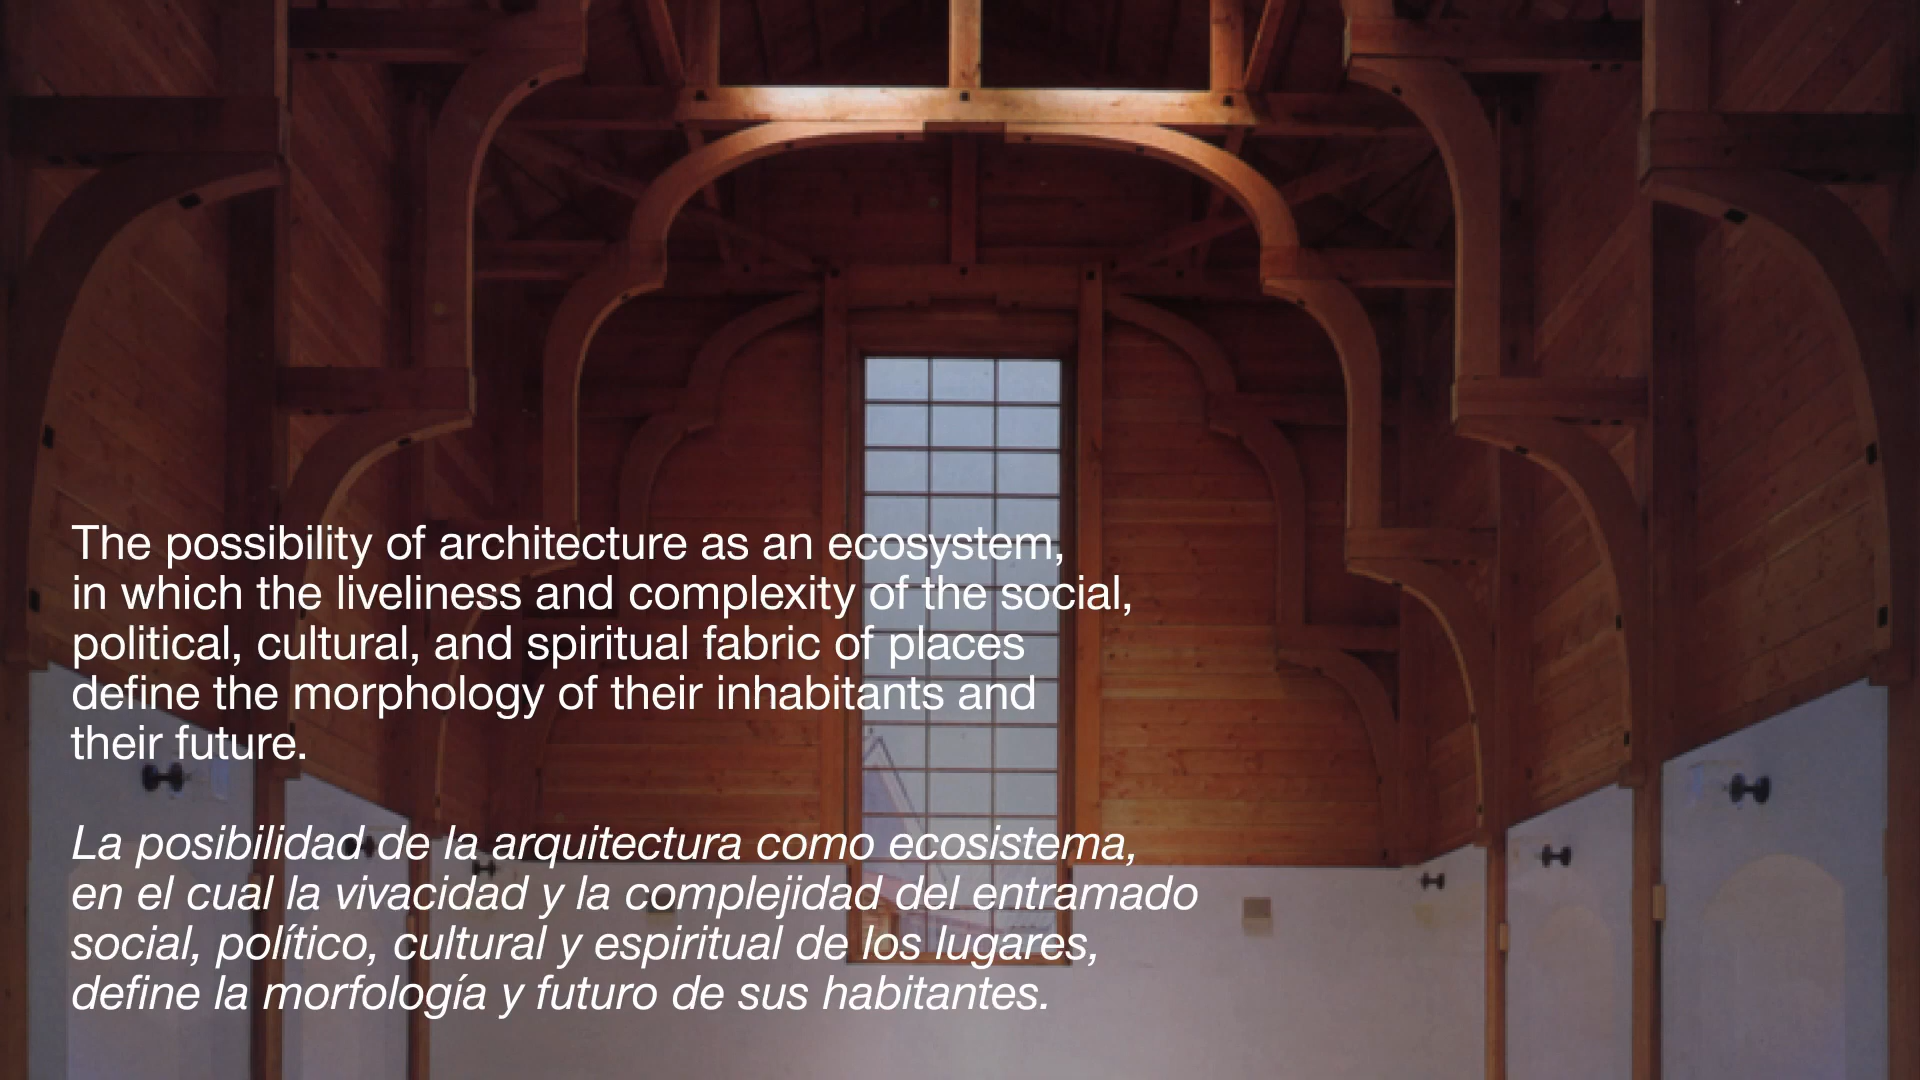 The possibility of architecture as an ecosystem,
in which the liveliness and complexity of the social,
political, cultural, and spiritual fabric of places
define the morphology of their inhabitants and
their future.
La posibilidad de la arquitectura como ecosistema,
en el cual la vivacidad y la complejidad del entramado
social, político, cultural y espiritual de los lugares,
define la morfología y futuro de sus habitantes.